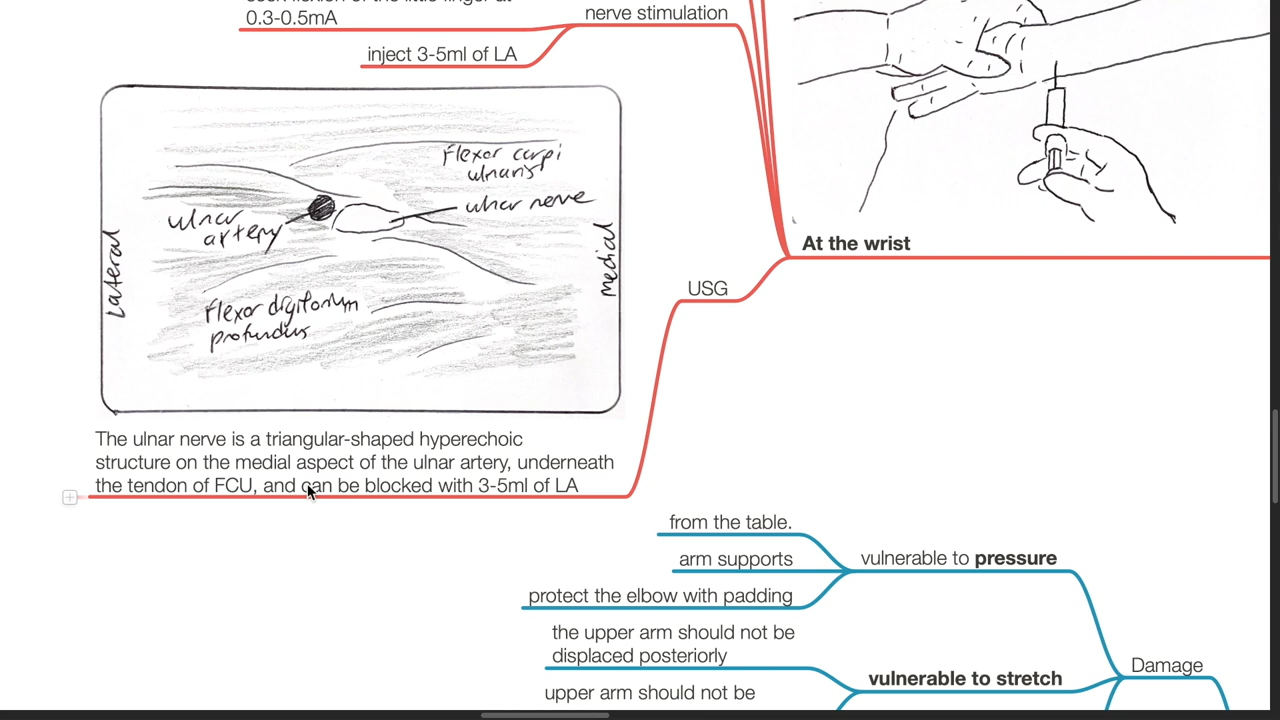 0.3-0.5mA
nerve stimulation
inject 3-5ml of LA
Flexor carpi
ulnaris
ulnar nerve
ulnar
artery
Lateral
medial
Flexor digitorum
profundus
At the wrist
USG
The ulnar nerve is a triangular-shaped hyperechoic
structure on the medial aspect of the ulnar artery, underneath
the tendon of FCU, and can be blocked with 3-5ml of LA
from the table.
arm supports
vulnerable to pressure
protect the elbow with padding
the upper arm should not be
displaced posteriorly
Damage
vulnerable to stretch
upper arm should not be